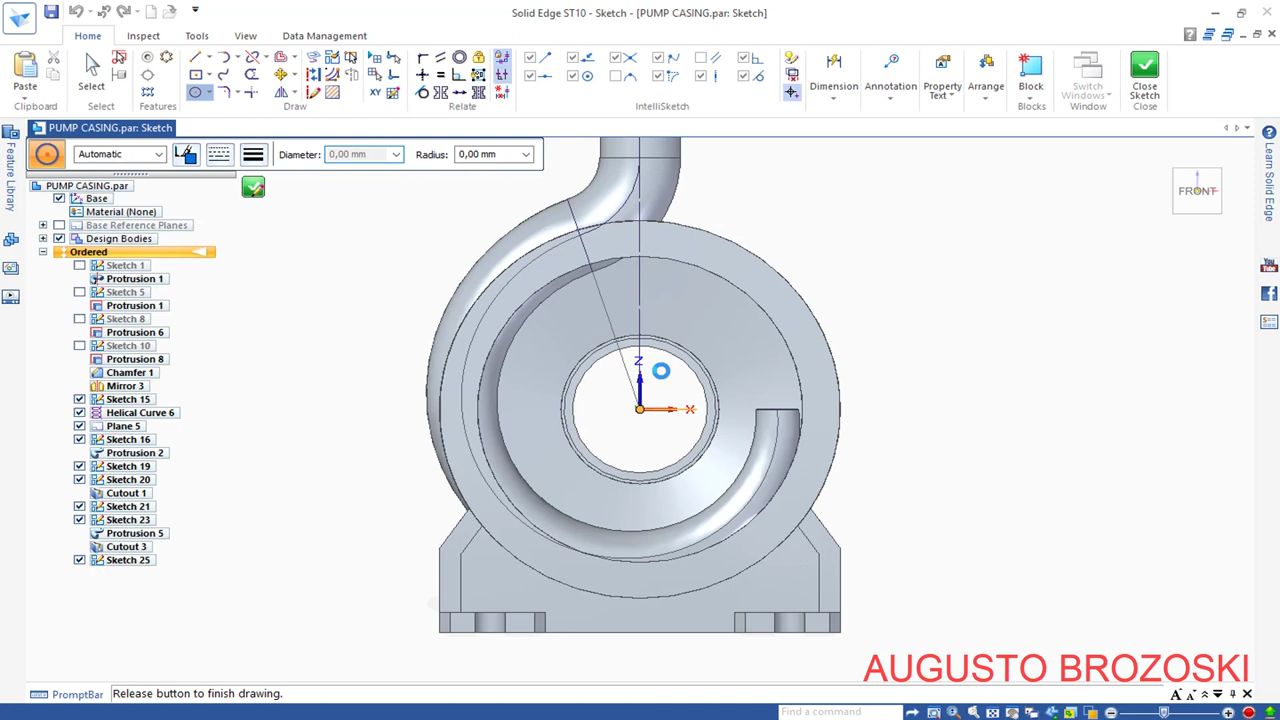 Solid Edge ST10 - Sketch - [PUMP CASING.par: Sketch]
Home
Inspect
Tools
View
Data Management
Paste
Clipboard
Select
Select
Features
Draw
Relate
IntelliSketch
Dimension
Annotation
Property
Text
Arrange
Block
Blocks
Switch
Windows
Window
Close
Sketch
Close
PUMP CASING.par: Sketch
Automatic
Diameter:
0,00 mm
Radius:
0,00 mm
Feature Library
Learn Solid Edge
You
Tube
PUMP CASING.par
Base
Material (None)
Base Reference Planes
Design Bodies
Ordered
Sketch 1
Protrusion 1
Sketch 5
Protrusion 1
Sketch 8
Protrusion 6
Sketch 10
Protrusion 8
Chamfer 1
Mirror 3
Sketch 15
Helical Curve 6
Plane 5
Sketch 16
Protrusion 2
Sketch 19
Sketch 20
Cutout 1
Sketch 21
Sketch 23
Protrusion 5
Cutout 3
Sketch 25
FRONT
Z
X
AUGUSTO BROZOSKI
PromptBar
Release button to finish drawing.
Find a command